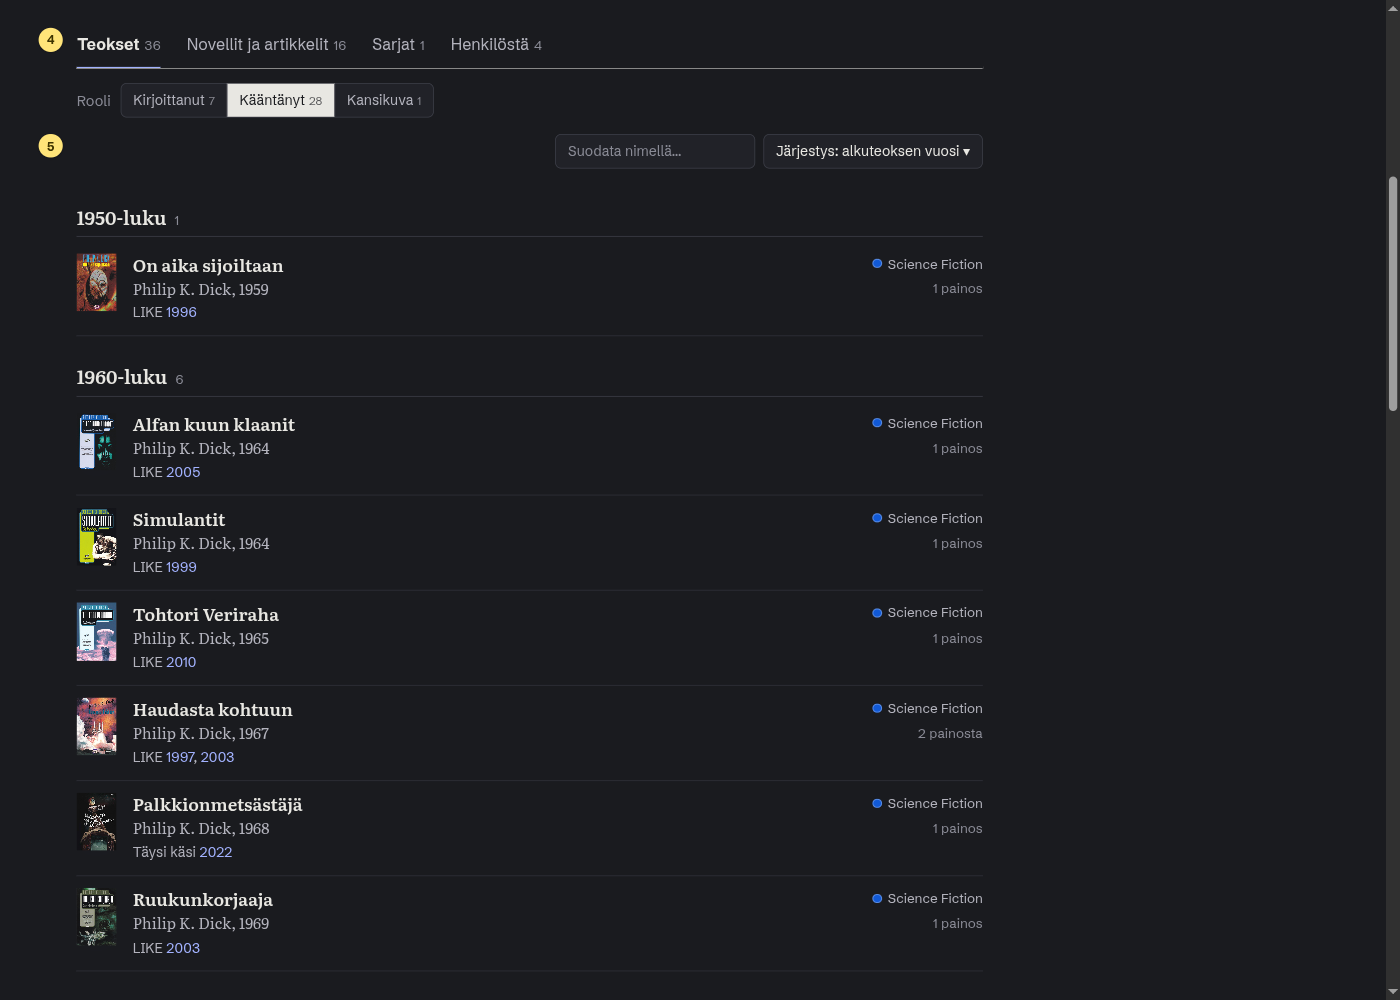 4
Teokset 36 Novellit ja artikkelit 16 Sarjat 1 Henkilöstä 4
Rooli Kirjoittanut 7 Kääntänyt 28 Kansikuva 1
5
Suodata nimellä... Järjestys: alkuteoksen vuosi ▾
1950-luku 1
On aika sijoiltaan
Science Fiction
Philip K. Dick, 1959
1 painos
LIKE 1996
1960-luku 6
Alfan kuun klaanit
Science Fiction
Philip K. Dick, 1964
1 painos
LIKE 2005
Simulantit
Science Fiction
Philip K. Dick, 1964
1 painos
LIKE 1999
Tohtori Veriraha
Science Fiction
Philip K. Dick, 1965
1 painos
LIKE 2010
Haudasta kohtuun
Science Fiction
Philip K. Dick, 1967
2 painosta
LIKE 1997, 2003
Palkkionmetsästäjä
Science Fiction
Philip K. Dick, 1968
1 painos
Täysi käsi 2022
Ruukunkorjaaja
Science Fiction
Philip K. Dick, 1969
1 painos
LIKE 2003